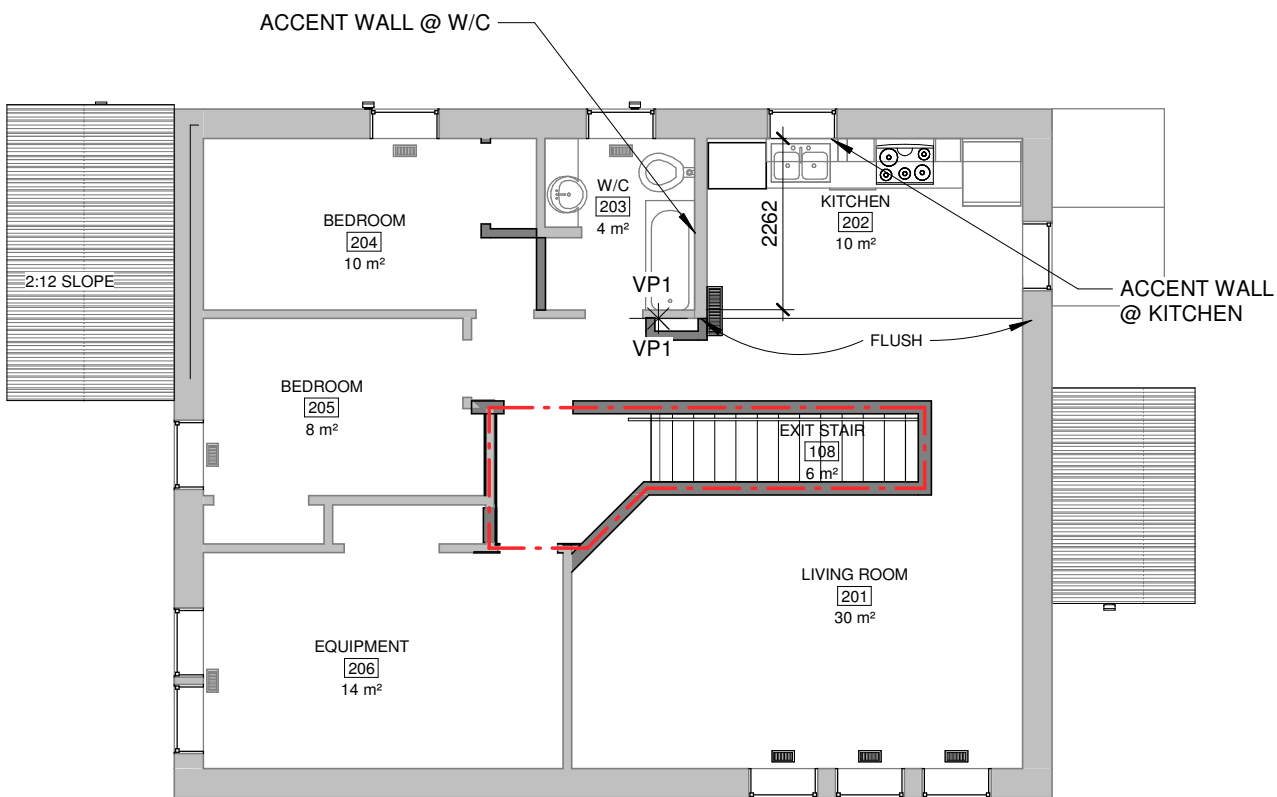 ACCENT WALL @ W/C
W/C
203
4 m²
BEDROOM
204
10 m²
KITCHEN
202
10 m²
2262
2:12 SLOPE
VP1
ACCENT WALL
@ KITCHEN
VP1
FLUSH
BEDROOM
205
8 m²
EXIT STAIR
108
6 m²
LIVING ROOM
201
30 m²
EQUIPMENT
206
14 m²